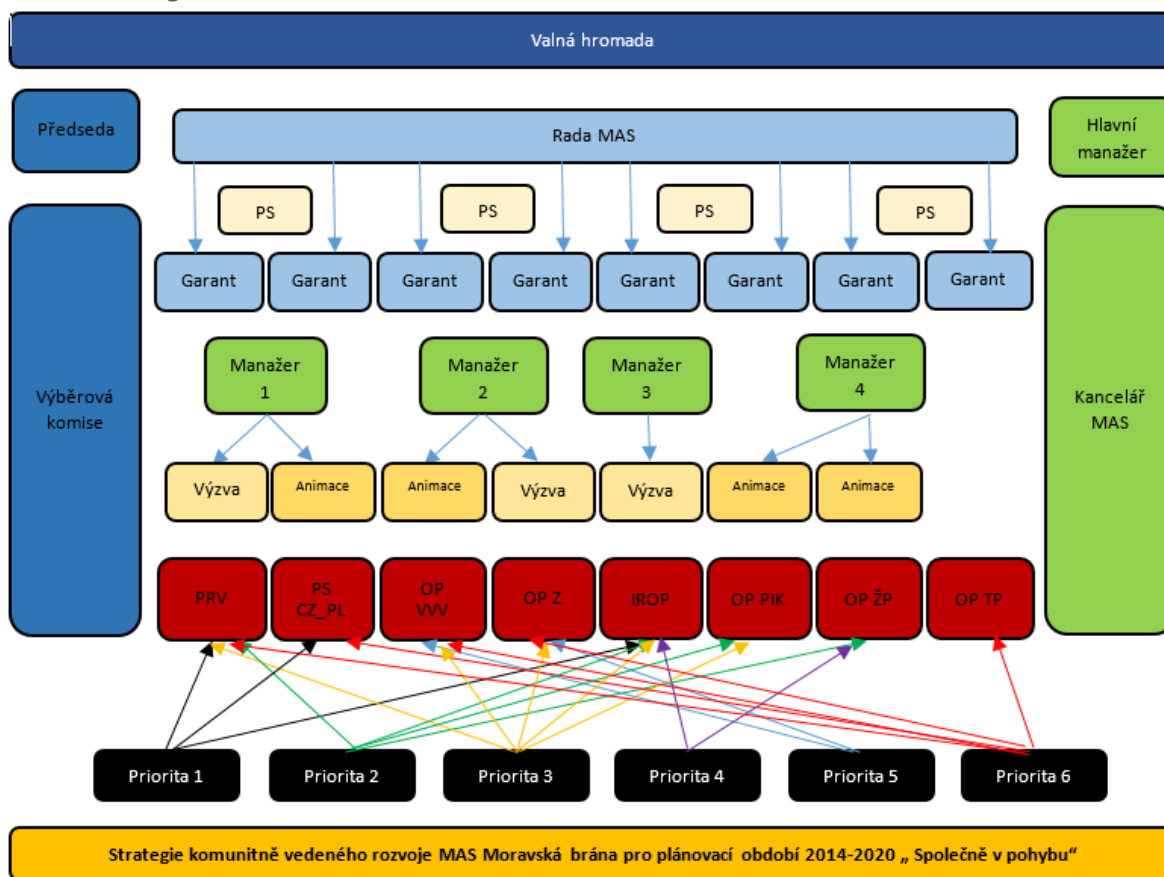 Valná hromada
Předseda
Rada MAS
Hlavní
manažer
PS
PS
PS
PS
Garant
Garant
Garant
Garant
Garant
Garant
Garant
Garant
Výběrová
komise
Kancelář
MAS
Manažer
1
Manažer
2
Manažer
3
Manažer
4
Výzva
Animace
Animace
Výzva
Výzva
Animace
Animace
PRV
PS
CZ_PL
OP
VVV
OP Z
IROP
OP PIK
OP ŽP
OP TP
Priorita 1
Priorita 2
Priorita 3
Priorita 4
Priorita 5
Priorita 6
Strategie komunitně vedeného rozvoje MAS Moravská brána pro plánovací období 2014-2020 „ Společně v pohybu“